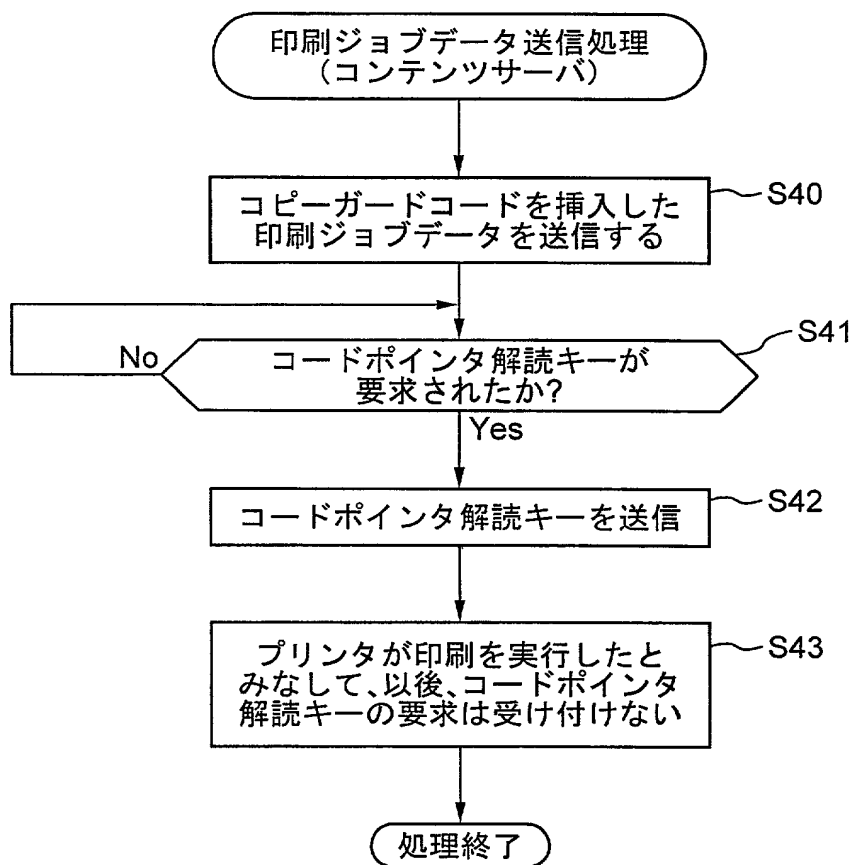 印刷ジョブデータ送信処理
(コンテンツサーバ)
コピーガードコードを挿入した
印刷ジョブデータを送信する
S40
コードポインタ解読キーが
要求されたか?
S41
No
Yes
コードポインタ解読キーを送信
S42
プリンタが印刷を実行したと
みなして、以後、コードポインタ
解読キーの要求は受け付けない
S43
処理終了